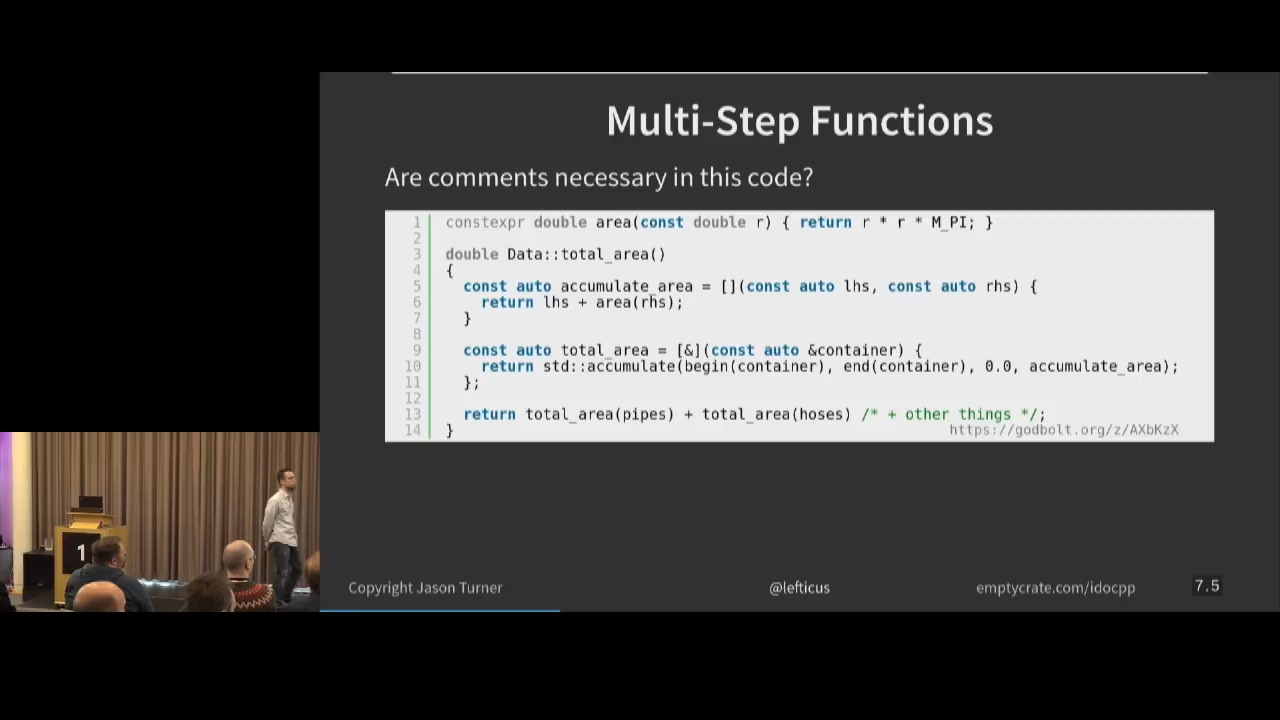 Multi-Step Functions
Are comments necessary in this code?
1 constexpr double area(const double r) { return r * r * M_PI; }
2
3 double Data::total_area()
4 {
5   const auto accumulate_area = [](const auto lhs, const auto rhs) {
6     return lhs + area(rhs);
7   }
8
9   const auto total_area = [&](const auto &container) {
10     return std::accumulate(begin(container), end(container), 0.0, accumulate_area);
11   };
12
13   return total_area(pipes) + total_area(hoses) /* + other things */;
14 }
https://godbolt.org/z/AXbKzX
1
Copyright Jason Turner
@lefticus
emptycrate.com/idocpp
7.5